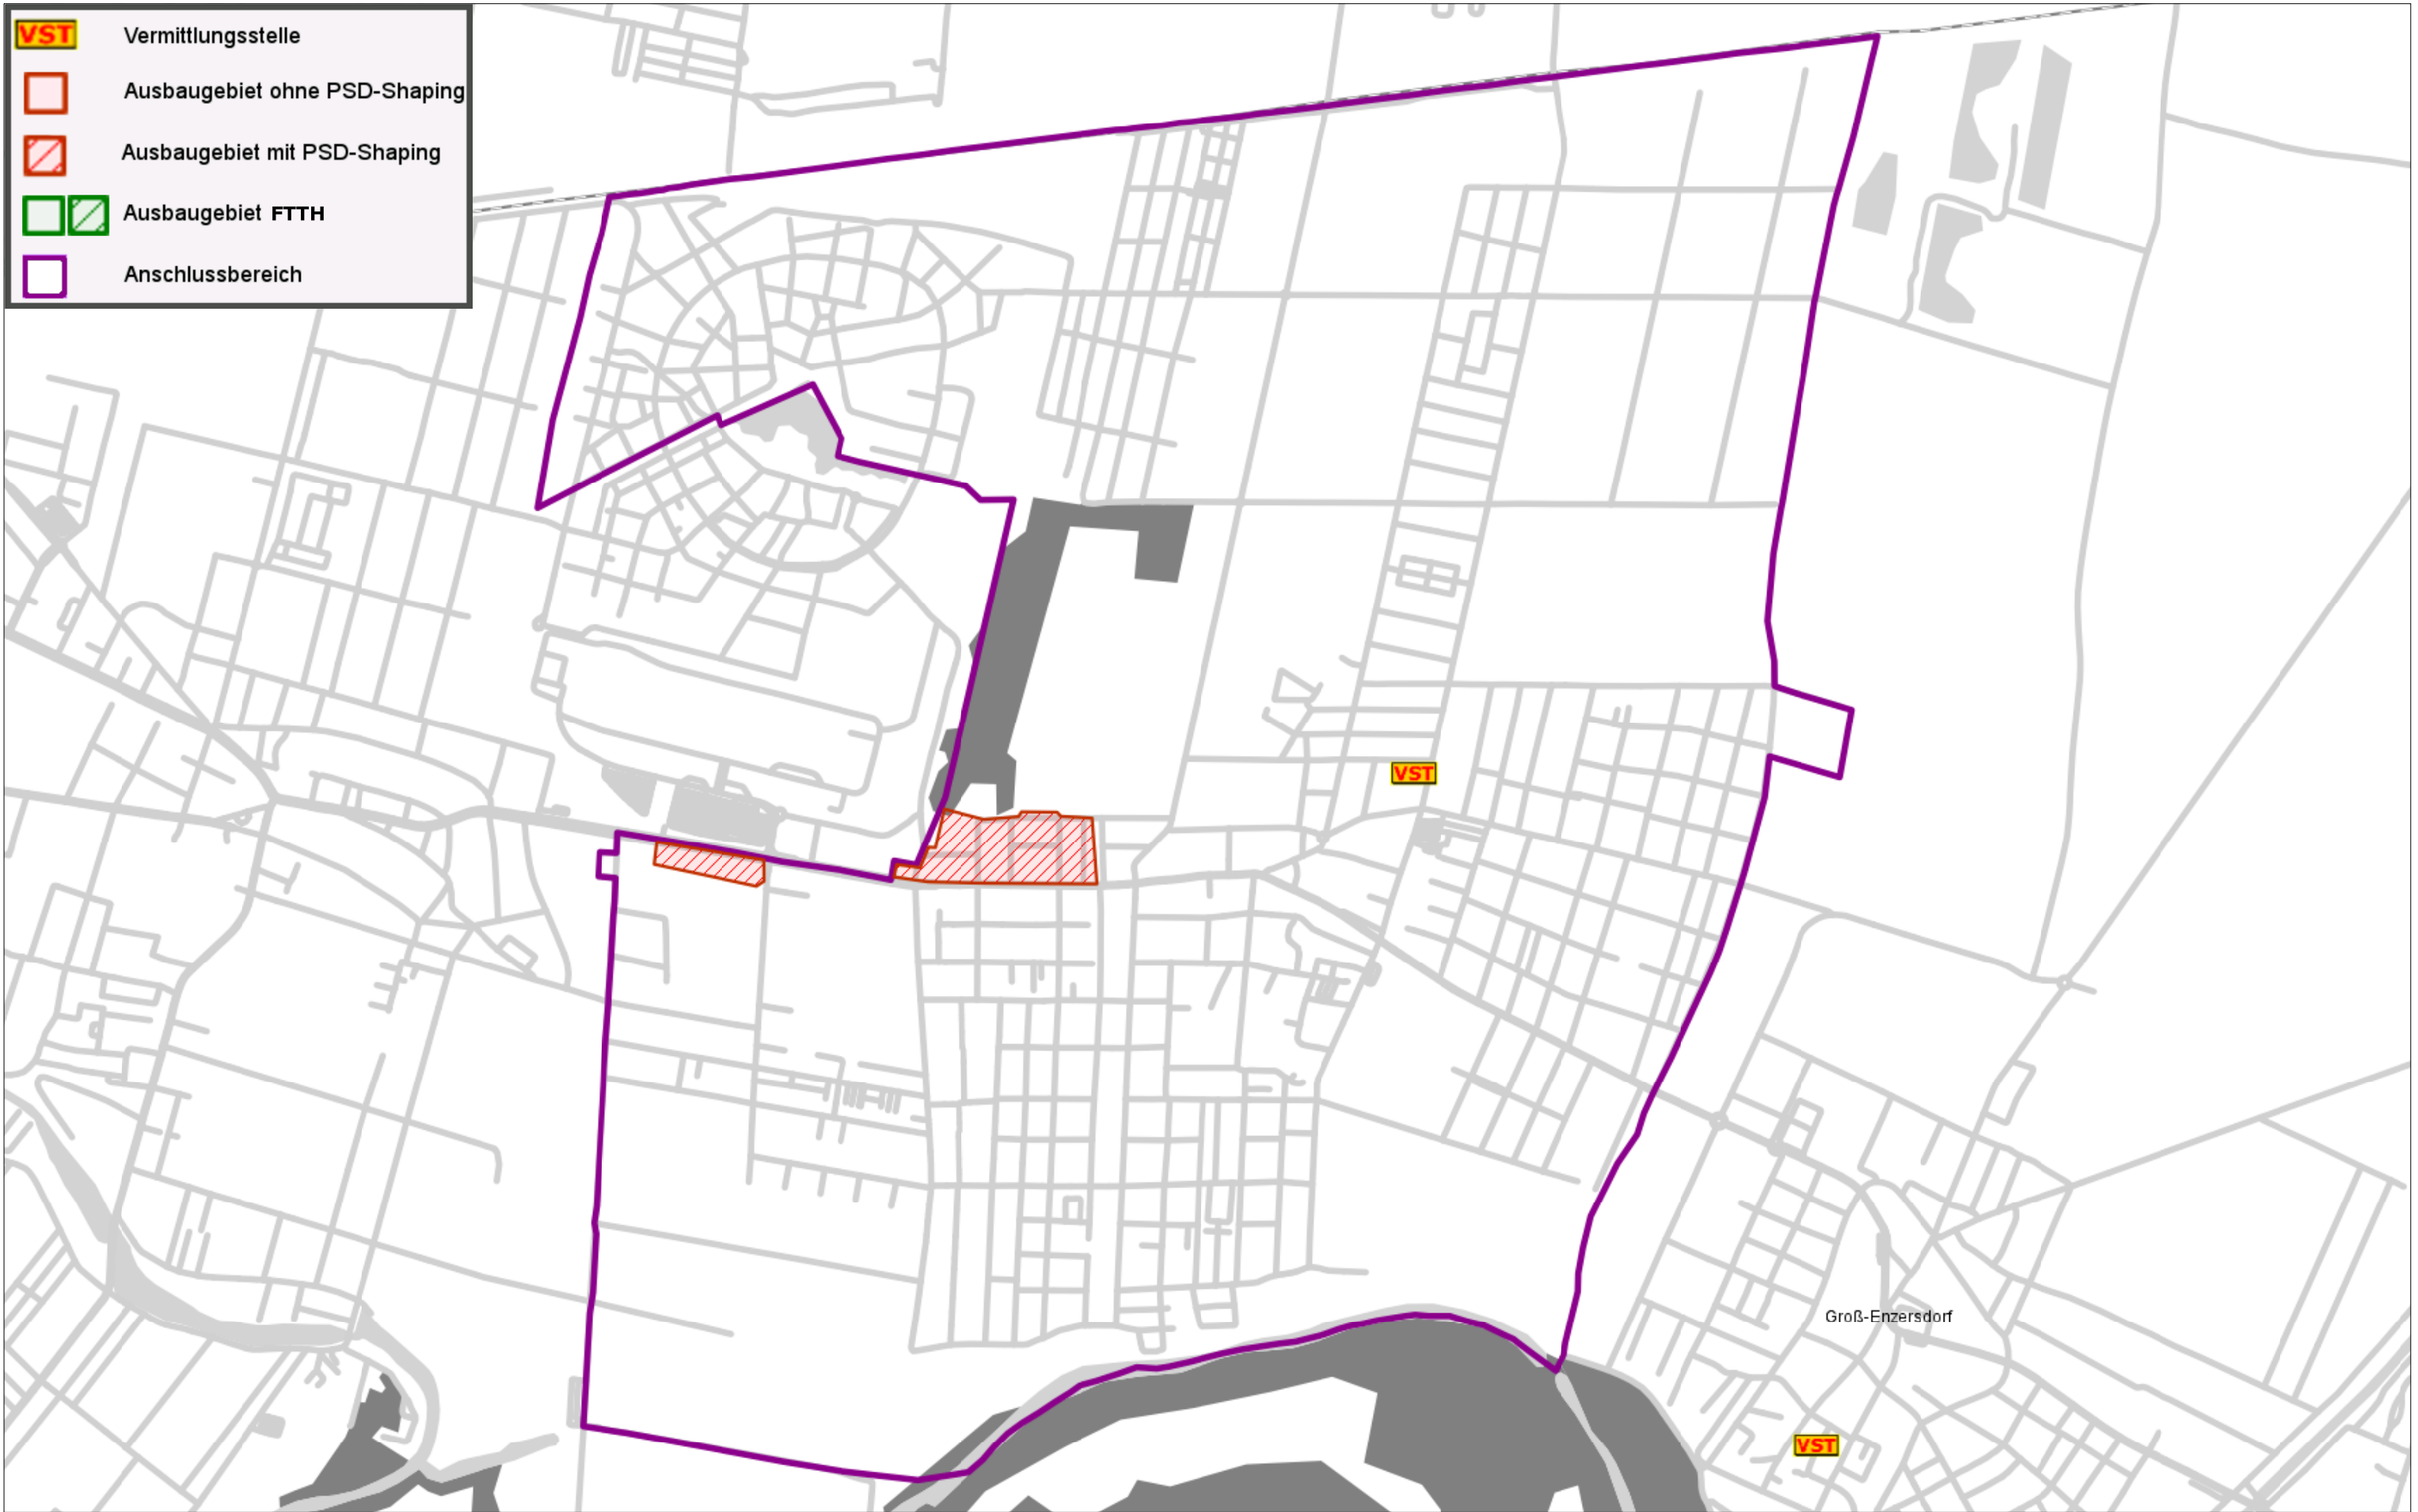 VST Vermittlungsstelle
Ausbaugebiet ohne PSD-Shaping
Ausbaugebiet mit PSD-Shaping
Ausbaugebiet FTTH
Anschlussbereich
VST
Groß-Enzersdorf
VST